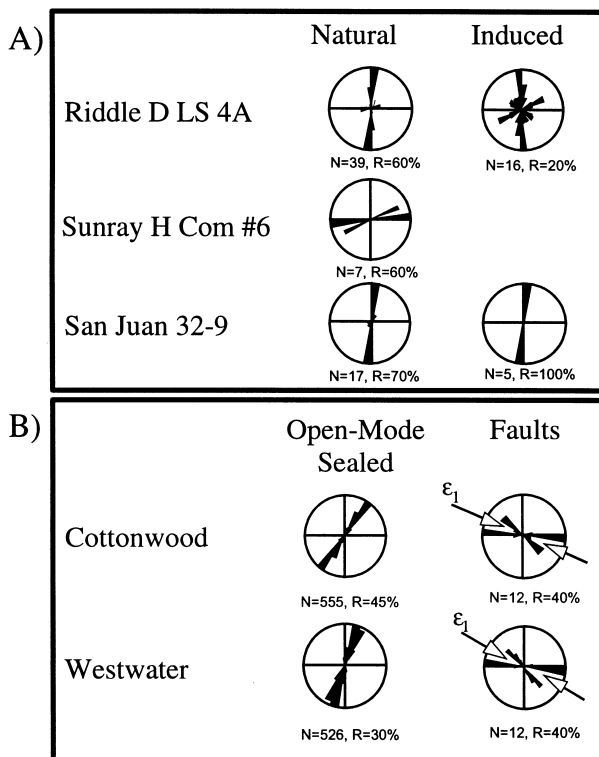 A)
Natural Induced
Riddle D LS 4A
N=39, R=60% N=16, R=20%
Sunray H Com #6
N=7, R=60%
San Juan 32-9
N=17, R=70% N=5, R=100%
B)
Open-Mode Faults
Sealed
ε1
Cottonwood
N=555, R=45% N=12, R=40%
ε1
Westwater
N=526, R=30% N=12, R=40%